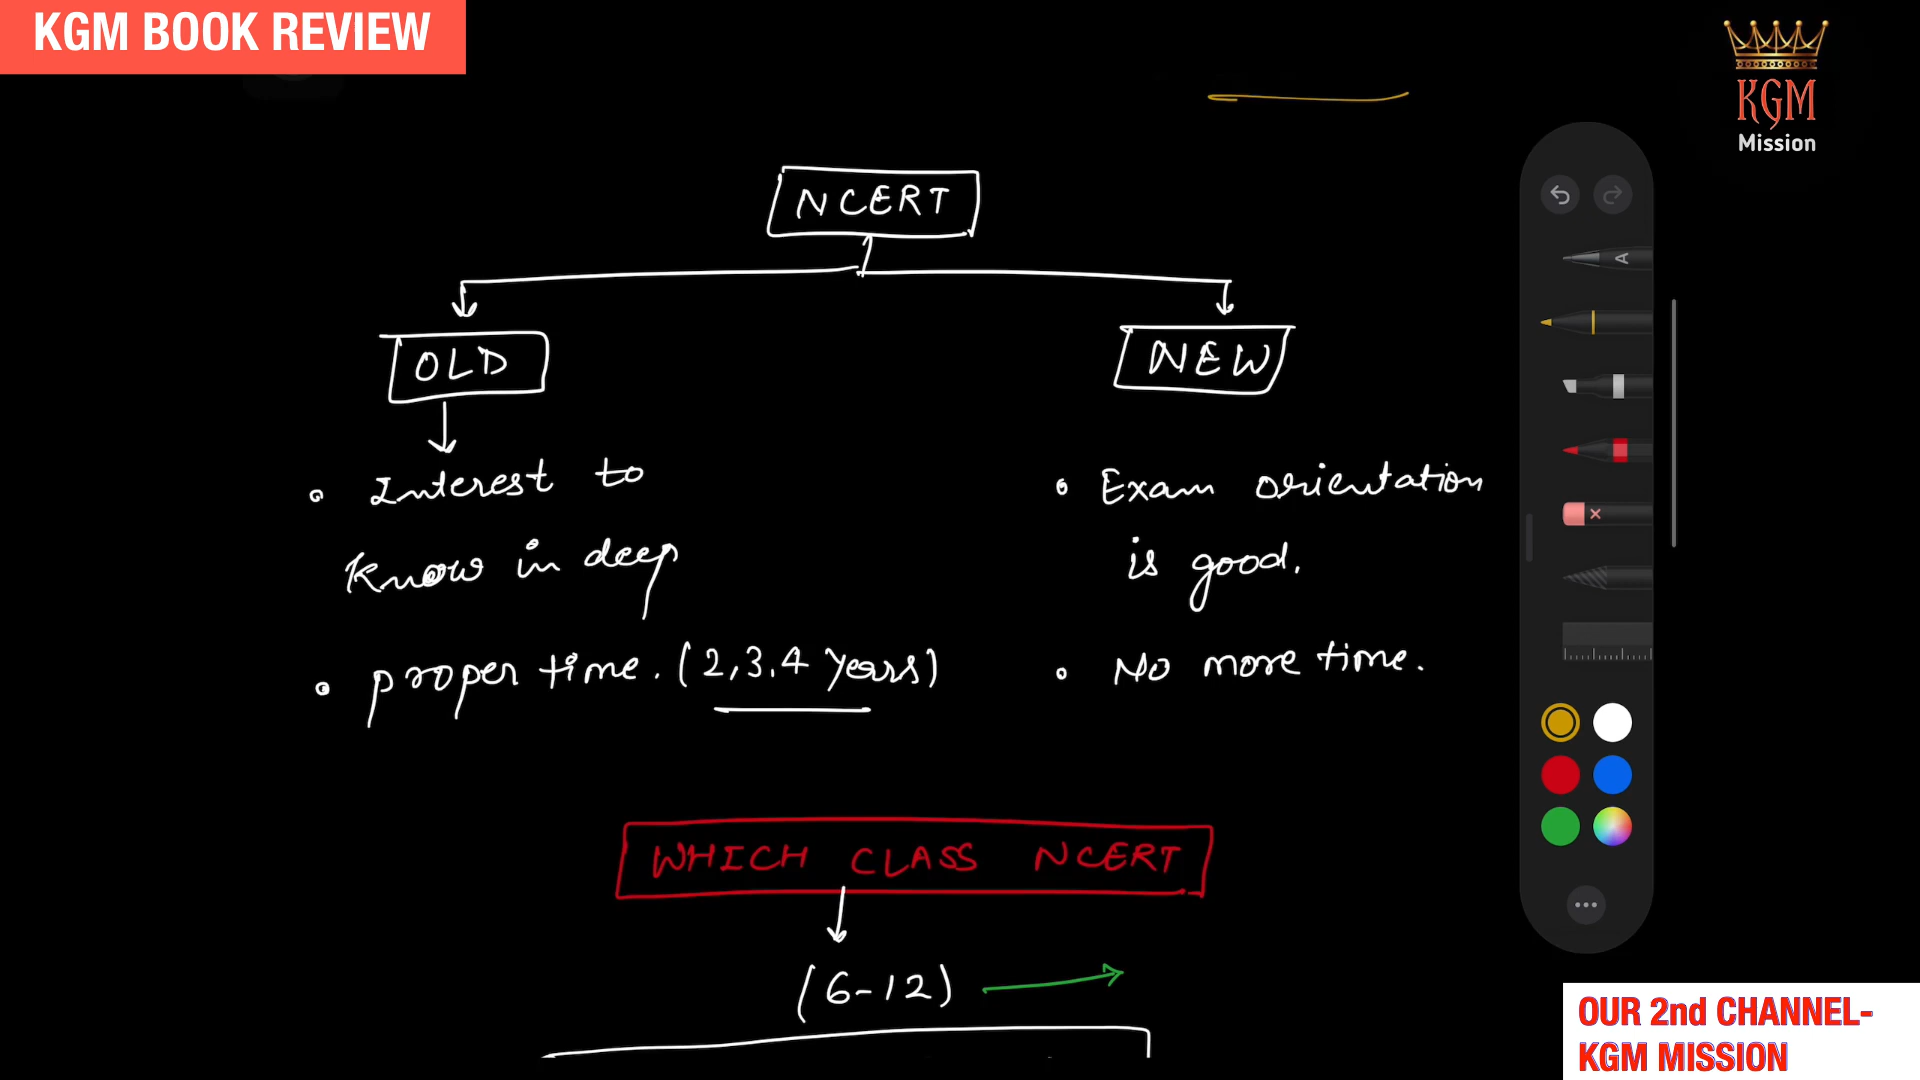 KGM BOOK REVIEW
KGM
Mission
NCERT
OLD
NEW
• Interest to
know in deep
• proper time. (2,3,4 years)
• Exam orientation
is good.
• No more time.
WHICH CLASS NCERT
(6-12)
OUR 2nd CHANNEL-
KGM MISSION